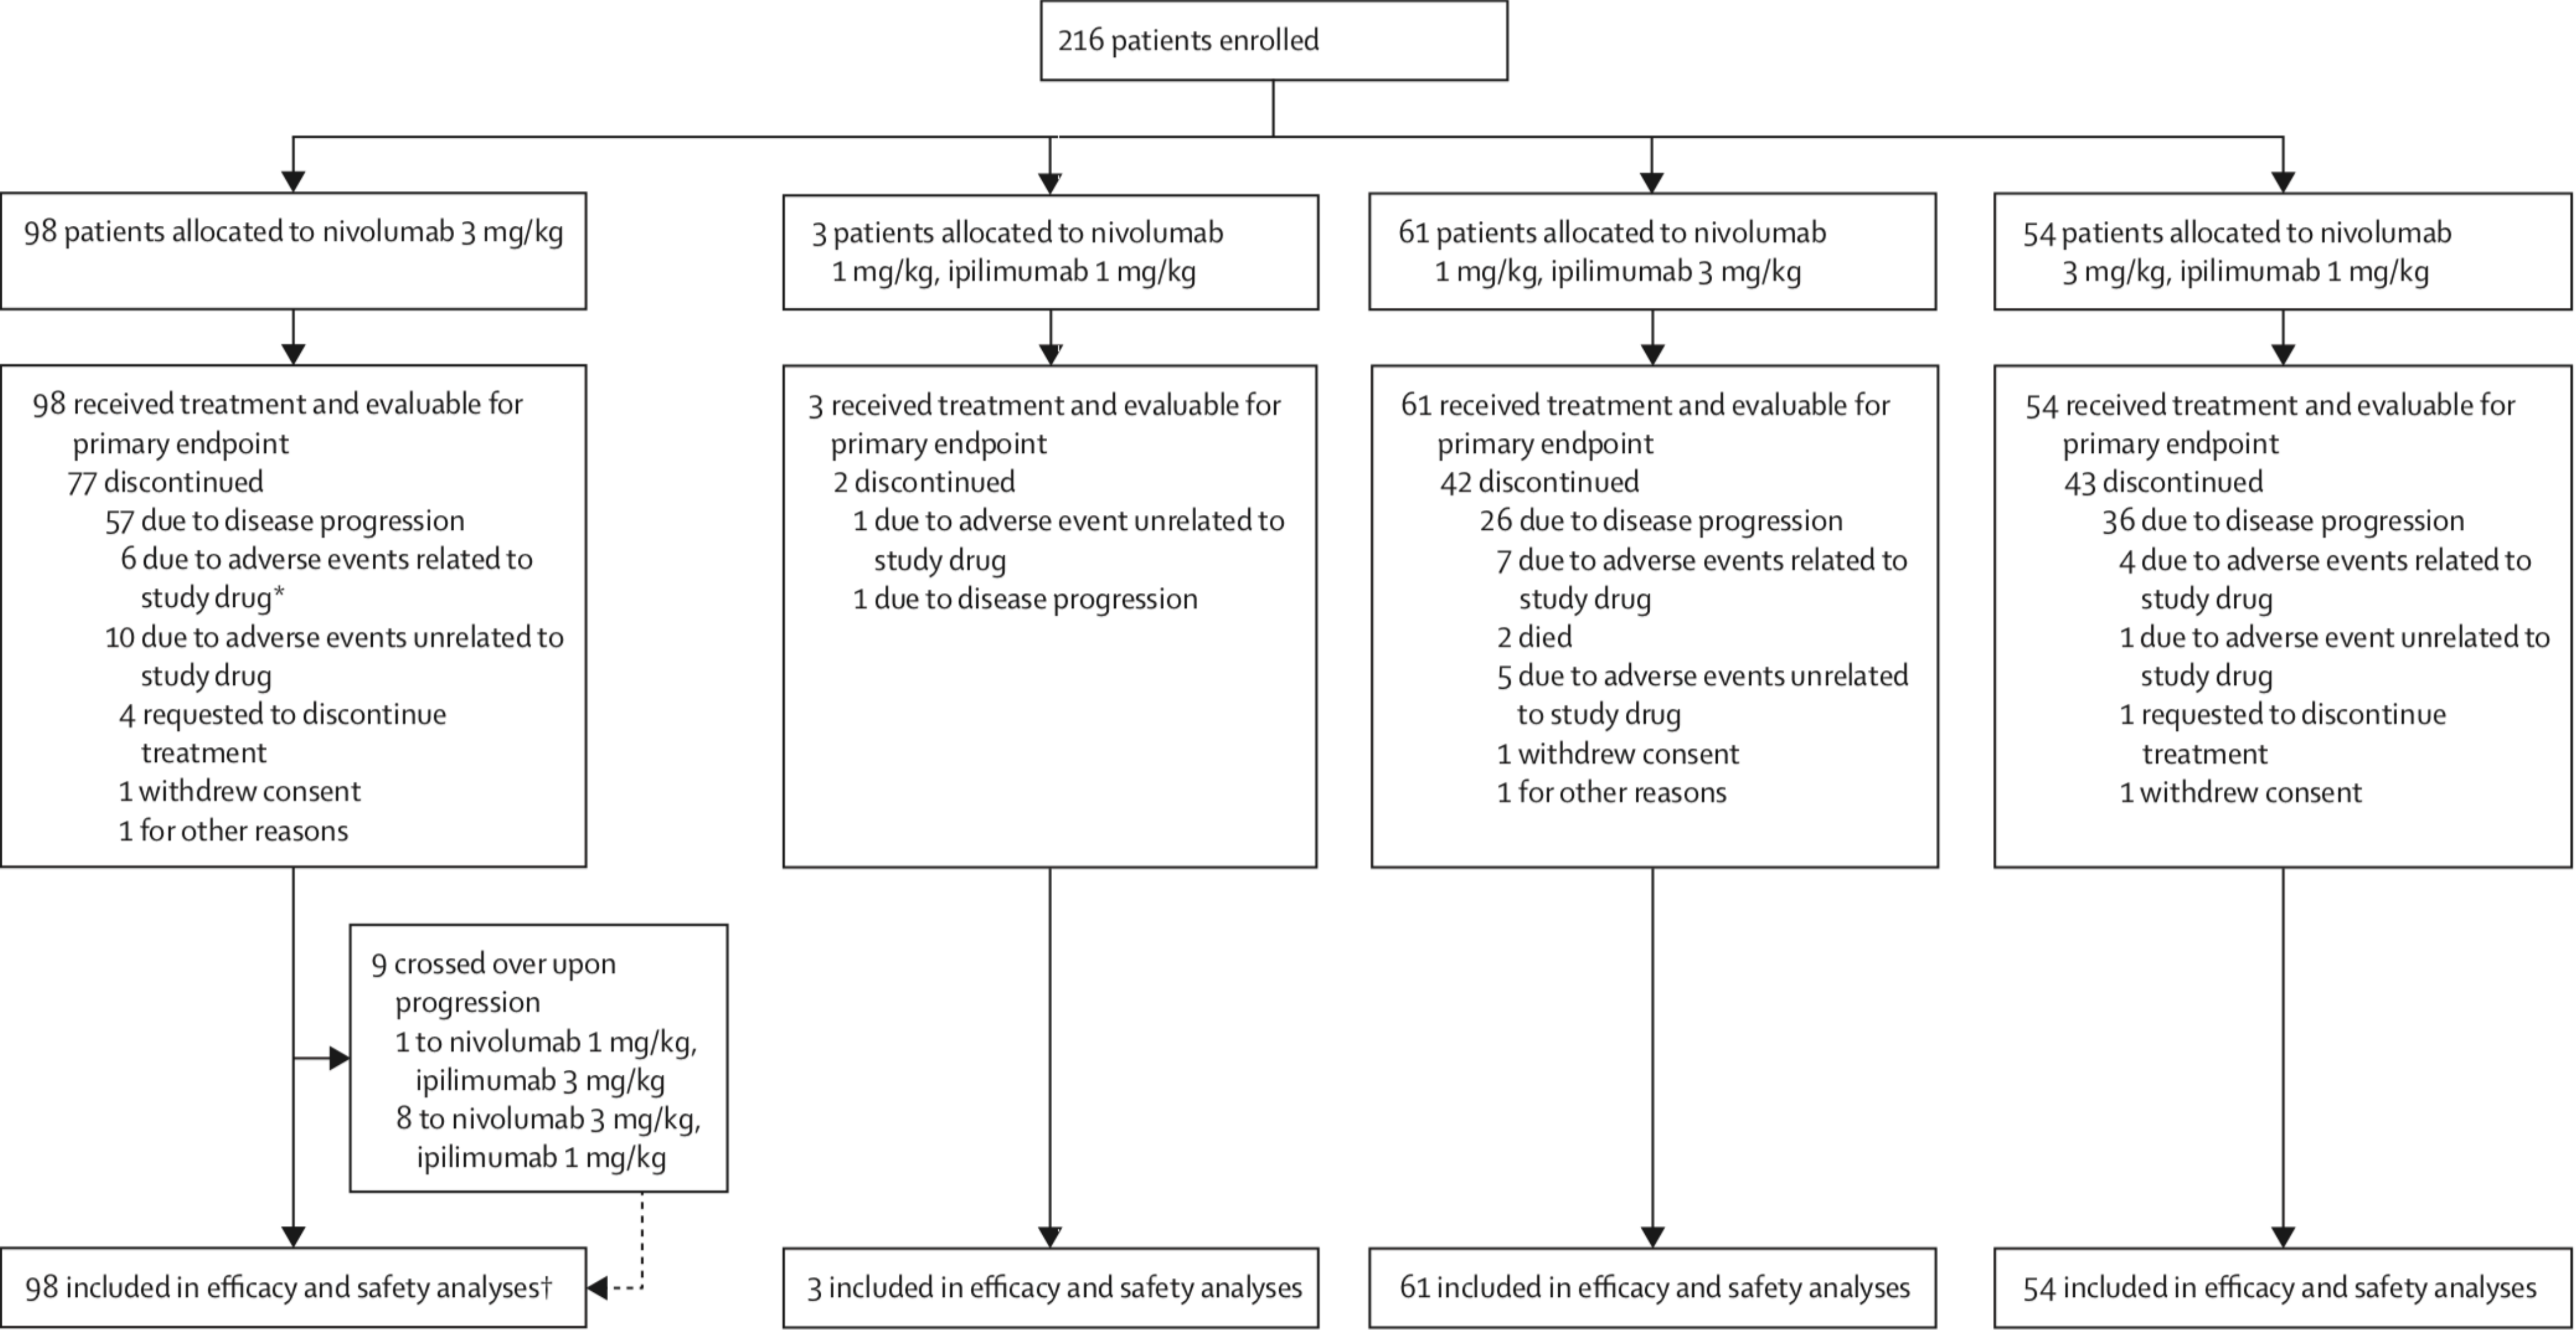 216 patients enrolled
98 patients allocated to nivolumab 3 mg/kg
3 patients allocated to nivolumab
1 mg/kg, ipilimumab 1 mg/kg
61 patients allocated to nivolumab
1 mg/kg, ipilimumab 3 mg/kg
54 patients allocated to nivolumab
3 mg/kg, ipilimumab 1 mg/kg
98 received treatment and evaluable for
primary endpoint
77 discontinued
57 due to disease progression
6 due to adverse events related to
study drug*
10 due to adverse events unrelated to
study drug
4 requested to discontinue
treatment
1 withdrew consent
1 for other reasons
3 received treatment and evaluable for
primary endpoint
2 discontinued
1 due to adverse event unrelated to
study drug
1 due to disease progression
61 received treatment and evaluable for
primary endpoint
42 discontinued
26 due to disease progression
7 due to adverse events related to
study drug
2 died
5 due to adverse events unrelated
to study drug
1 withdrew consent
1 for other reasons
54 received treatment and evaluable for
primary endpoint
43 discontinued
36 due to disease progression
4 due to adverse events related to
study drug
1 due to adverse event unrelated to
study drug
1 requested to discontinue
treatment
1 withdrew consent
9 crossed over upon
progression
1 to nivolumab 1 mg/kg,
ipilimumab 3 mg/kg
8 to nivolumab 3 mg/kg,
ipilimumab 1 mg/kg
98 included in efficacy and safety analyses†
3 included in efficacy and safety analyses
61 included in efficacy and safety analyses
54 included in efficacy and safety analyses